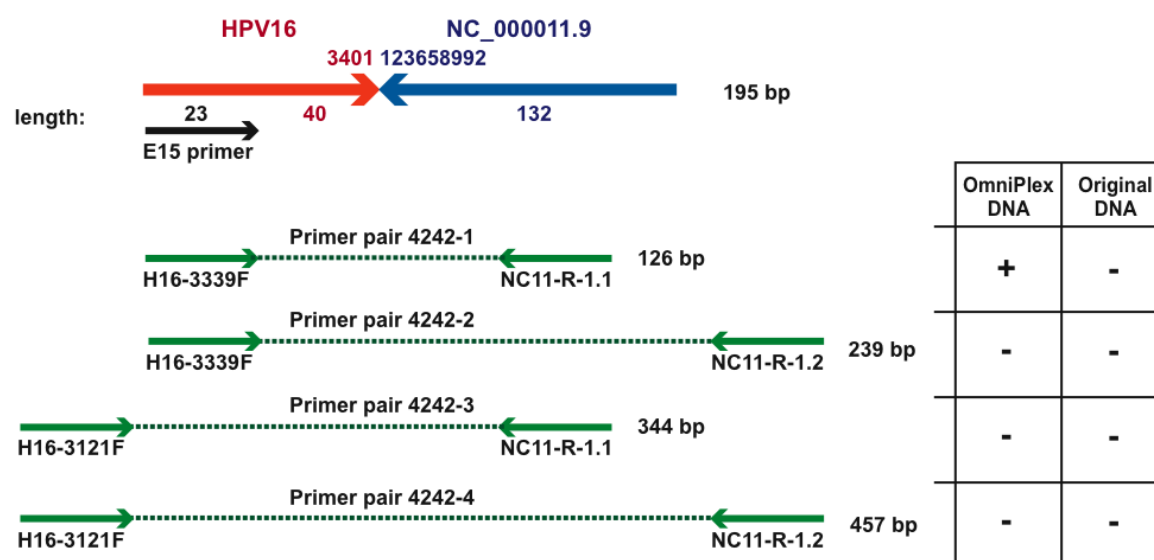 HPV16 NC_000011.9
3401 123658992
195 bp
length: 23 40 132
E15 primer
OmniPlex DNA Original DNA
Primer pair 4242-1
126 bp + -
H16-3339F NC11-R-1.1
Primer pair 4242-2
239 bp - -
H16-3339F NC11-R-1.2
Primer pair 4242-3
344 bp - -
H16-3121F NC11-R-1.1
Primer pair 4242-4
457 bp - -
H16-3121F NC11-R-1.2